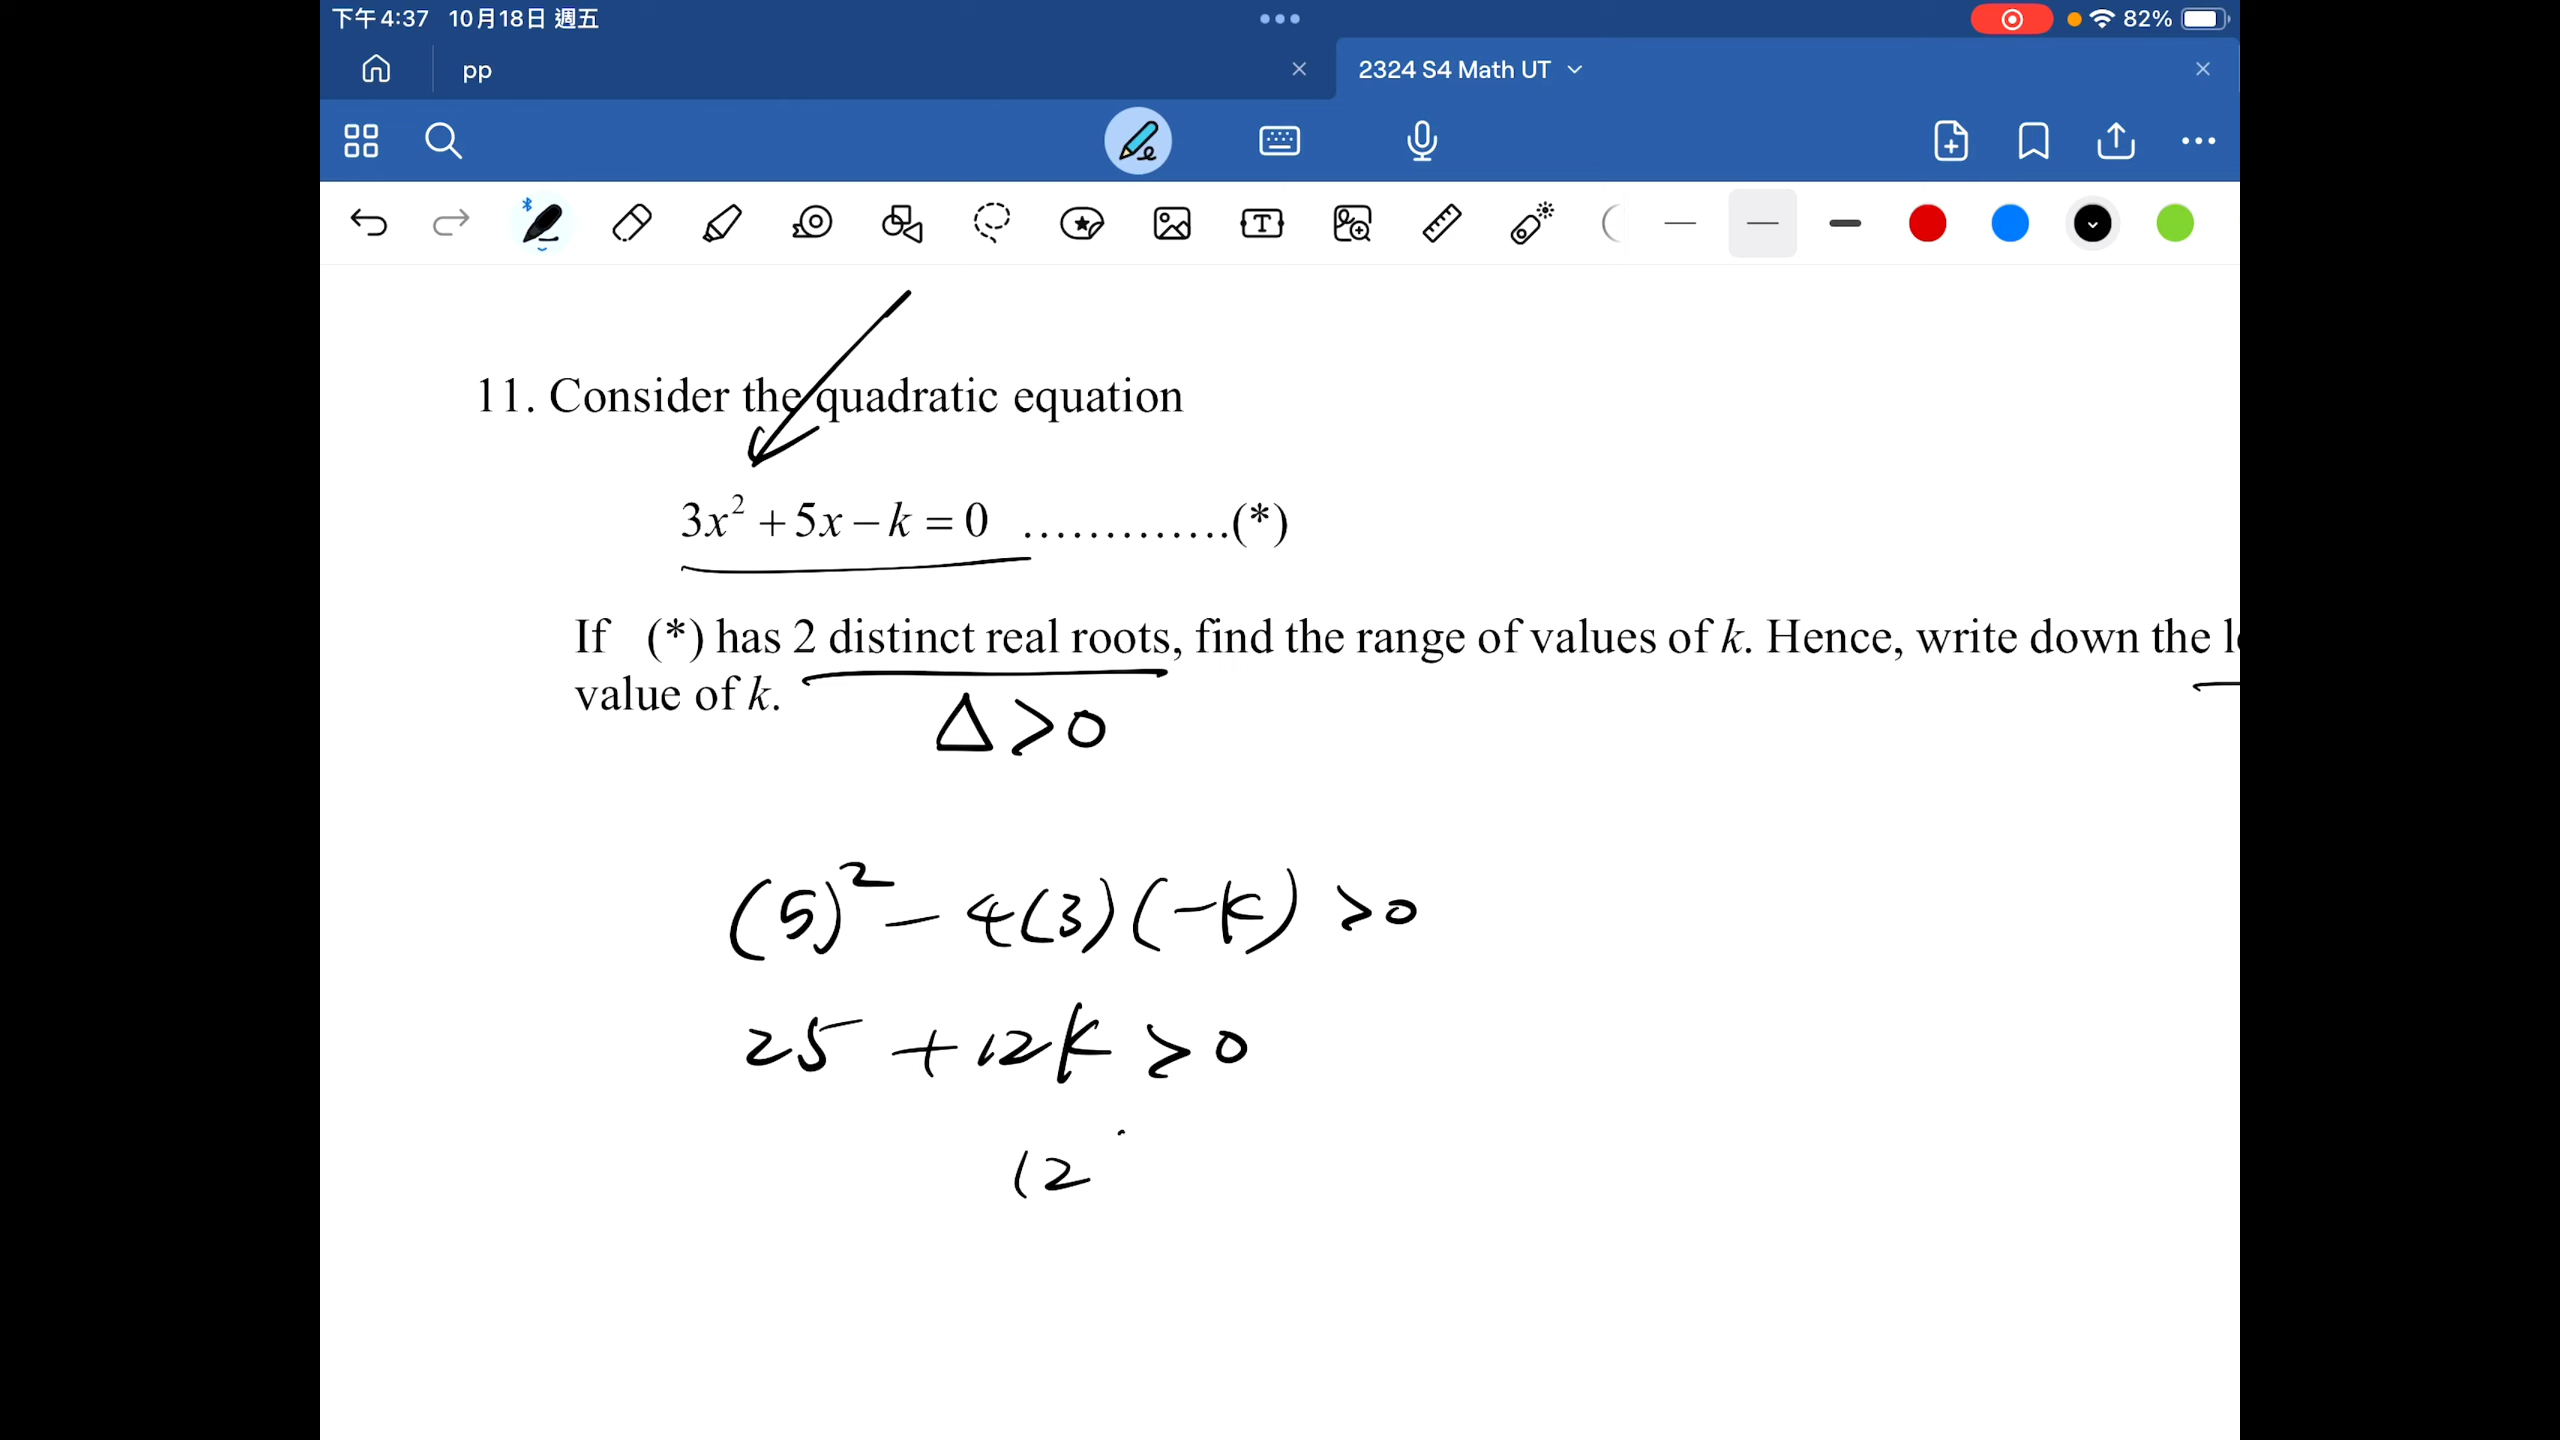 下午4:37 10月18日 週五
82%
pp
2324 S4 Math UT
11. Consider the quadratic equation
3x² + 5x − k = 0 .............(*)
If (*) has 2 distinct real roots, find the range of values of k. Hence, write down the
value of k.
Δ > 0
(5)² − 4(3)(−k) > 0
25 + 12k > 0
12